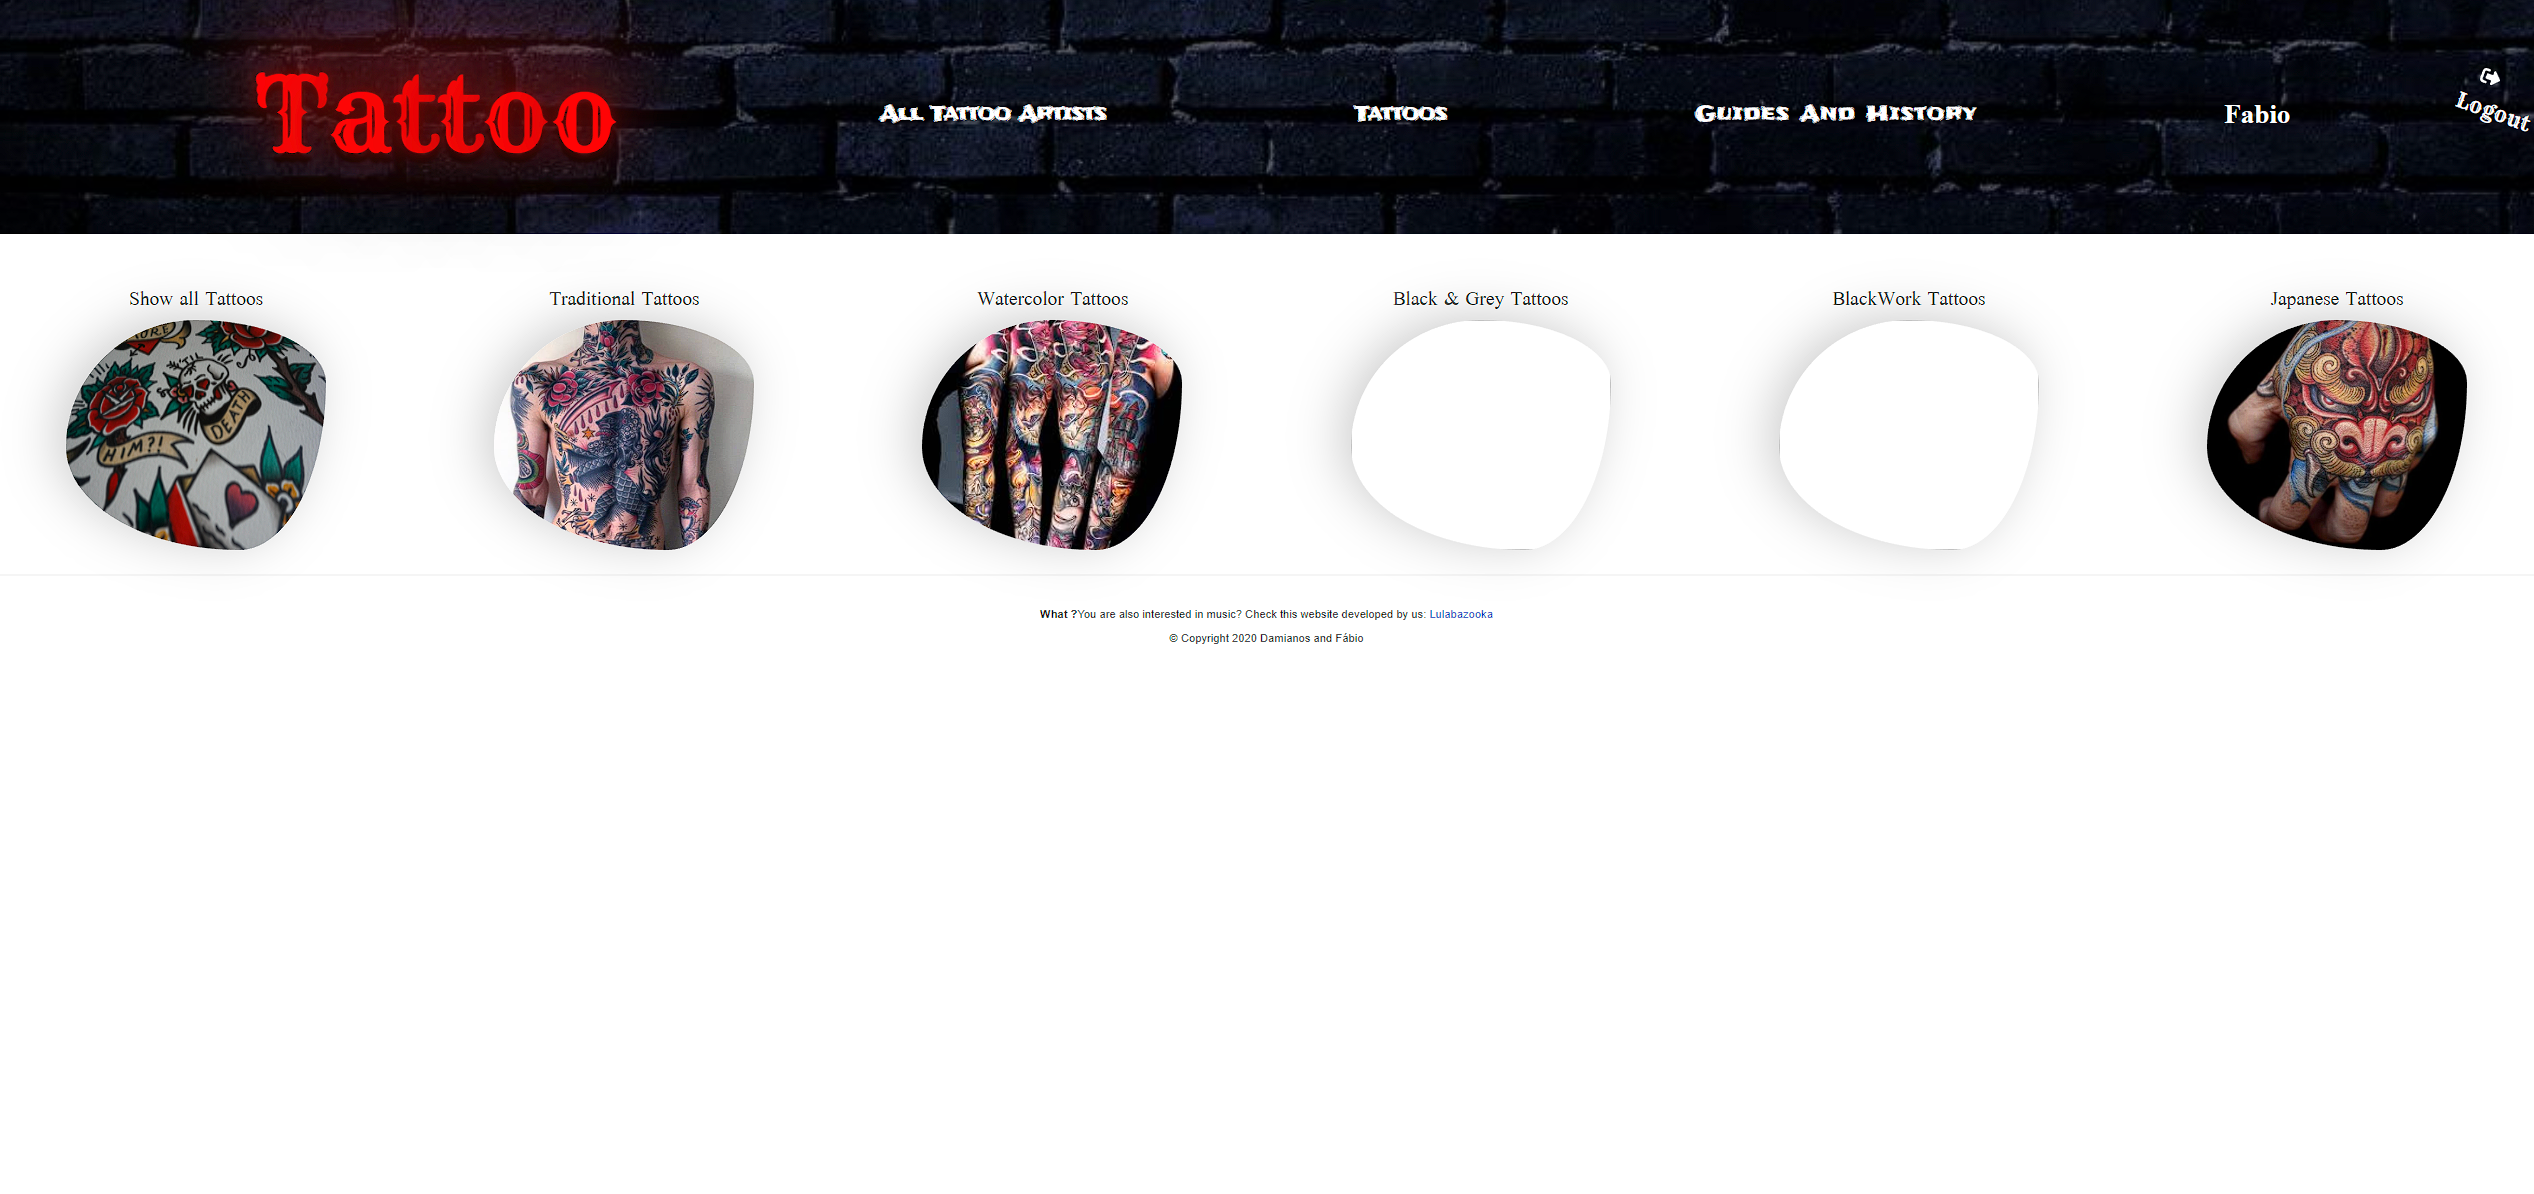 Tattoo
All Tattoo Artists
Tattoos
Guides And History
Fabio
Logout
Show all Tattoos
Traditional Tattoos
Watercolor Tattoos
Black & Grey Tattoos
BlackWork Tattoos
Japanese Tattoos
HIM?!
DEATH
What ?You are also interested in music? Check this website developed by us: Lulabazooka
© Copyright 2020 Damianos and Fábio